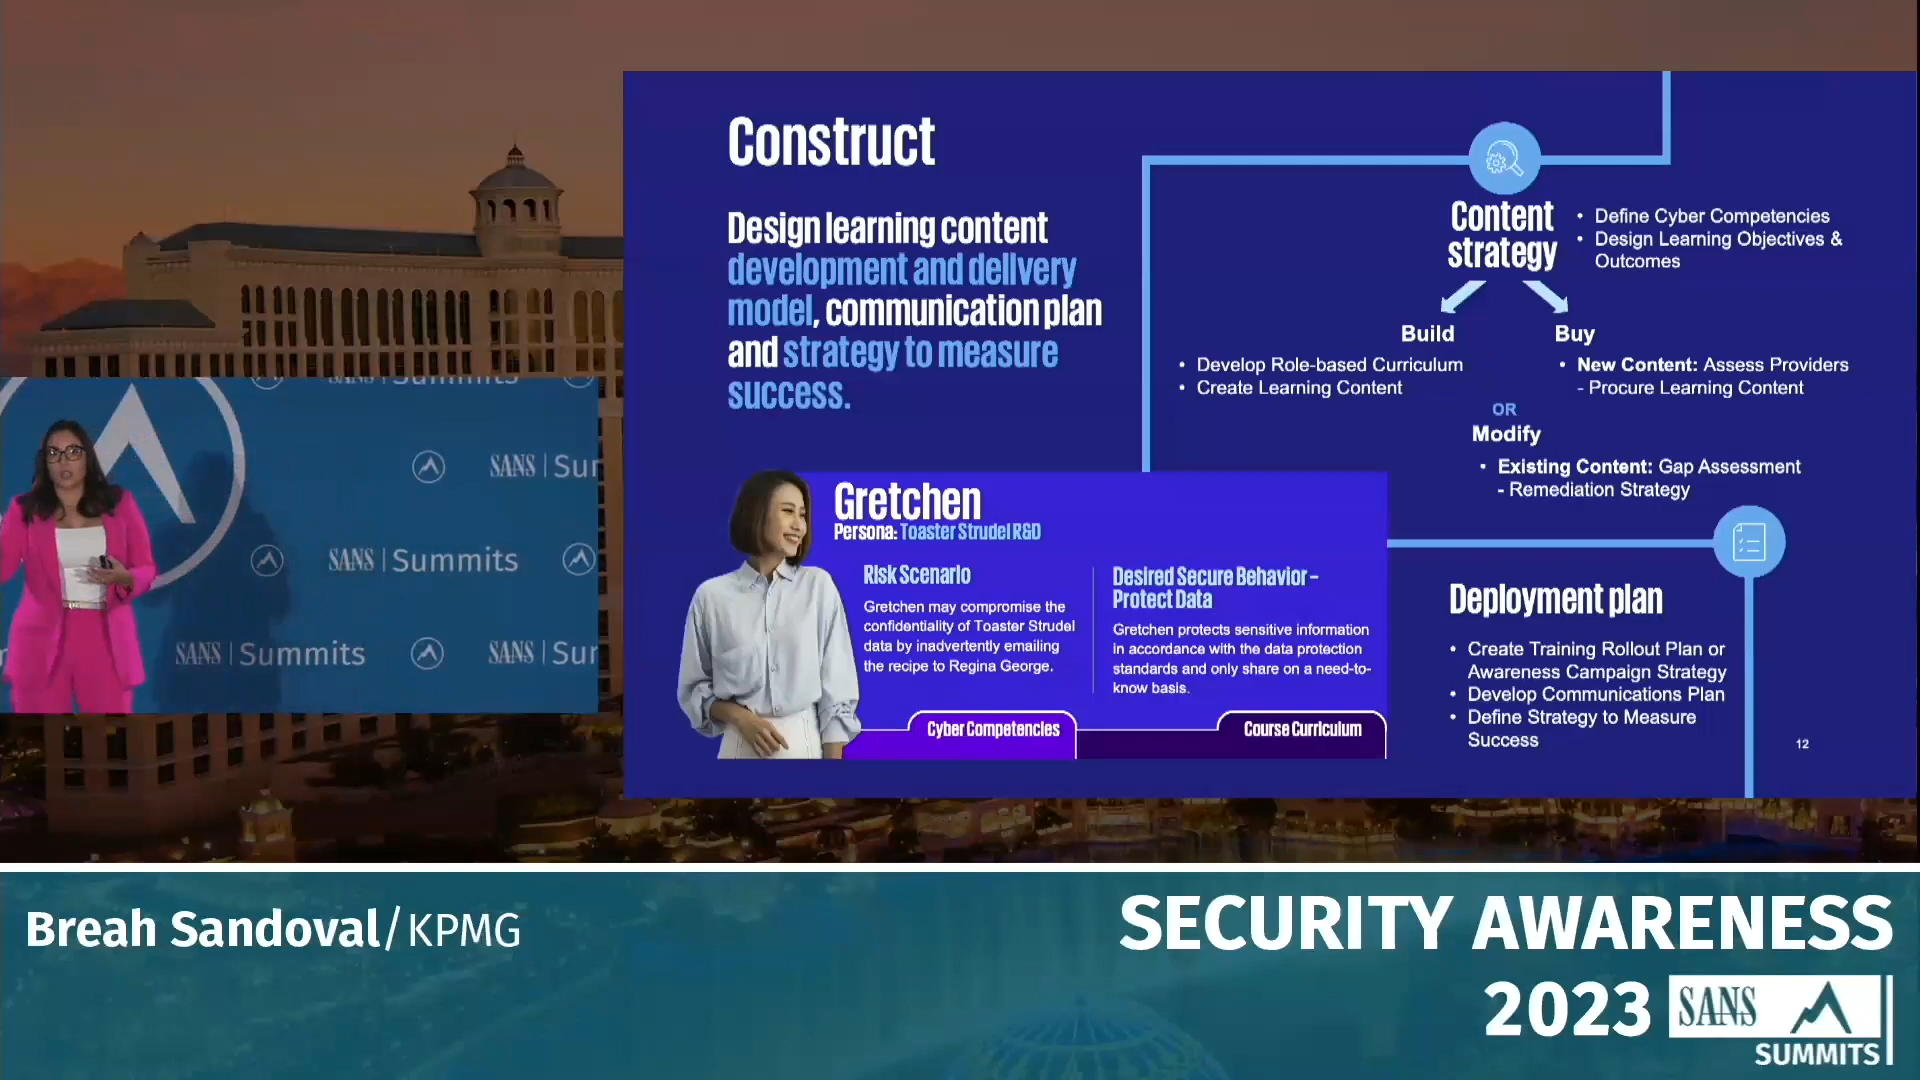 Construct
Design learning content
development and delivery
model, communication plan
and strategy to measure
success.
Content
strategy
• Define Cyber Competencies
• Design Learning Objectives &
Outcomes
Build
• Develop Role-based Curriculum
• Create Learning Content
Buy
• New Content: Assess Providers
- Procure Learning Content
OR
Modify
• Existing Content: Gap Assessment
- Remediation Strategy
Gretchen
Persona: Toaster Strudel R&D
Risk Scenario
Gretchen may compromise the
confidentiality of Toaster Strudel
data by inadvertently emailing
the recipe to Regina George.
Desired Secure Behavior –
Protect Data
Gretchen protects sensitive information
in accordance with the data protection
standards and only share on a need-to-
know basis.
Cyber Competencies
Course Curriculum
Deployment plan
• Create Training Rollout Plan or
Awareness Campaign Strategy
• Develop Communications Plan
• Define Strategy to Measure
Success
12
SANS | Summits
SANS | Sum
SANS | Summits
SANS | Summits
SANS | Sum
Breah Sandoval/KPMG
SECURITY AWARENESS
2023
SANS
SUMMITS